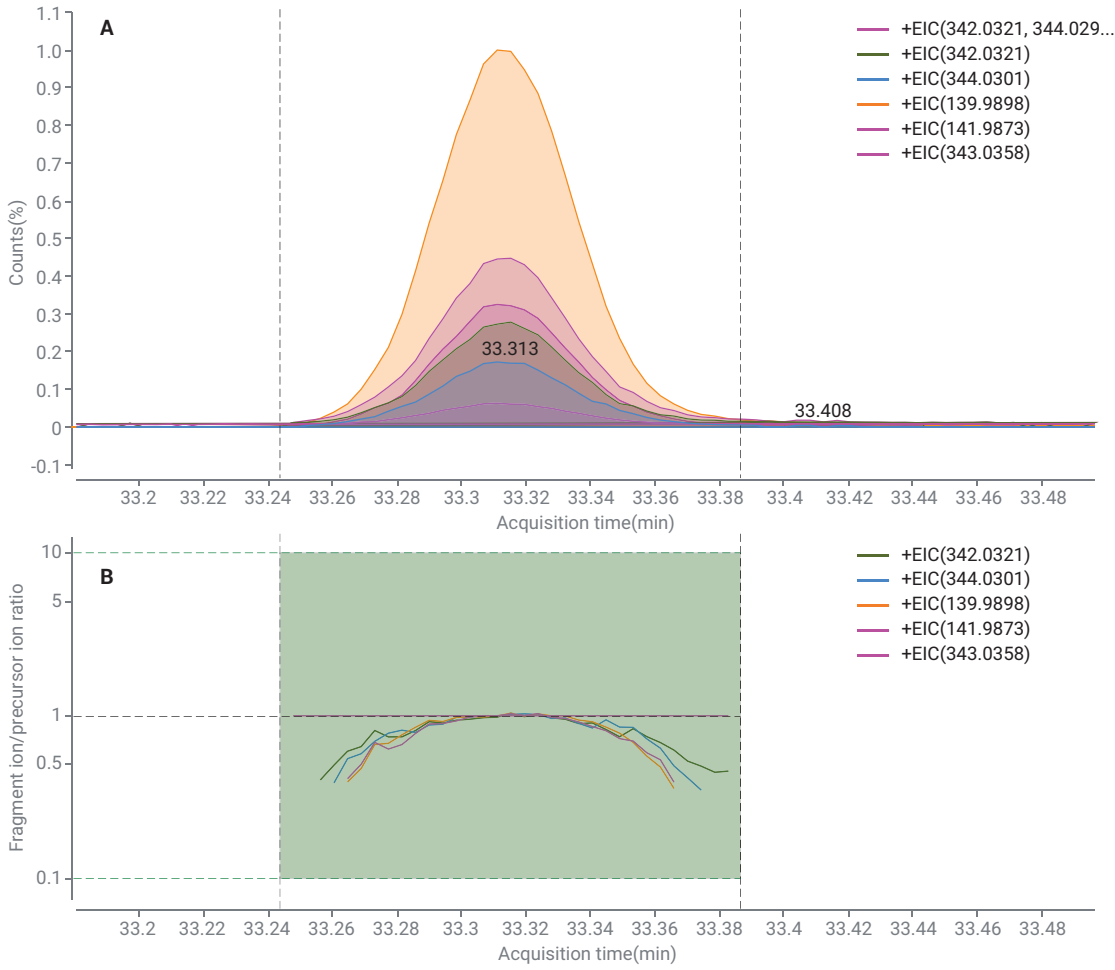 A
1.1
1.0
0.9
0.8
0.7
0.6
0.5
0.4
0.3
0.2
0.1
0
-0.1
Counts(%)
33.313
33.408
+EIC(342.0321, 344.029...
+EIC(342.0321)
+EIC(344.0301)
+EIC(139.9898)
+EIC(141.9873)
+EIC(343.0358)
33.2 33.22 33.24 33.26 33.28 33.3 33.32 33.34 33.36 33.38 33.4 33.42 33.44 33.46 33.48
Acquisition time(min)
B
10
5
1
0.5
0.1
Fragment ion/precursor ion ratio
+EIC(342.0321)
+EIC(344.0301)
+EIC(139.9898)
+EIC(141.9873)
+EIC(343.0358)
33.2 33.22 33.24 33.26 33.28 33.3 33.32 33.34 33.36 33.38 33.4 33.42 33.44 33.46 33.48
Acquisition time(min)